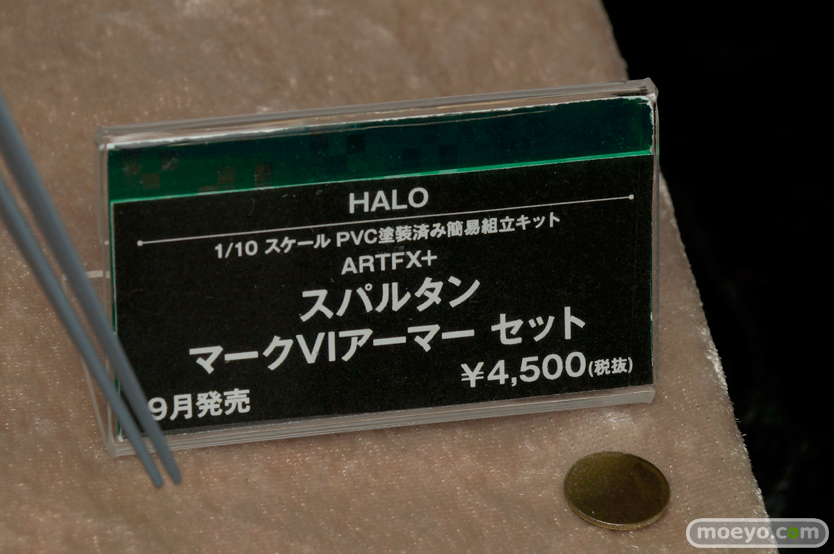 HALO
1/10 スケール PVC塗装済み簡易組立キット
ARTFX+
スパルタン
マークVIアーマー セット
¥4,500(税抜)
9月発売
moeyo.com